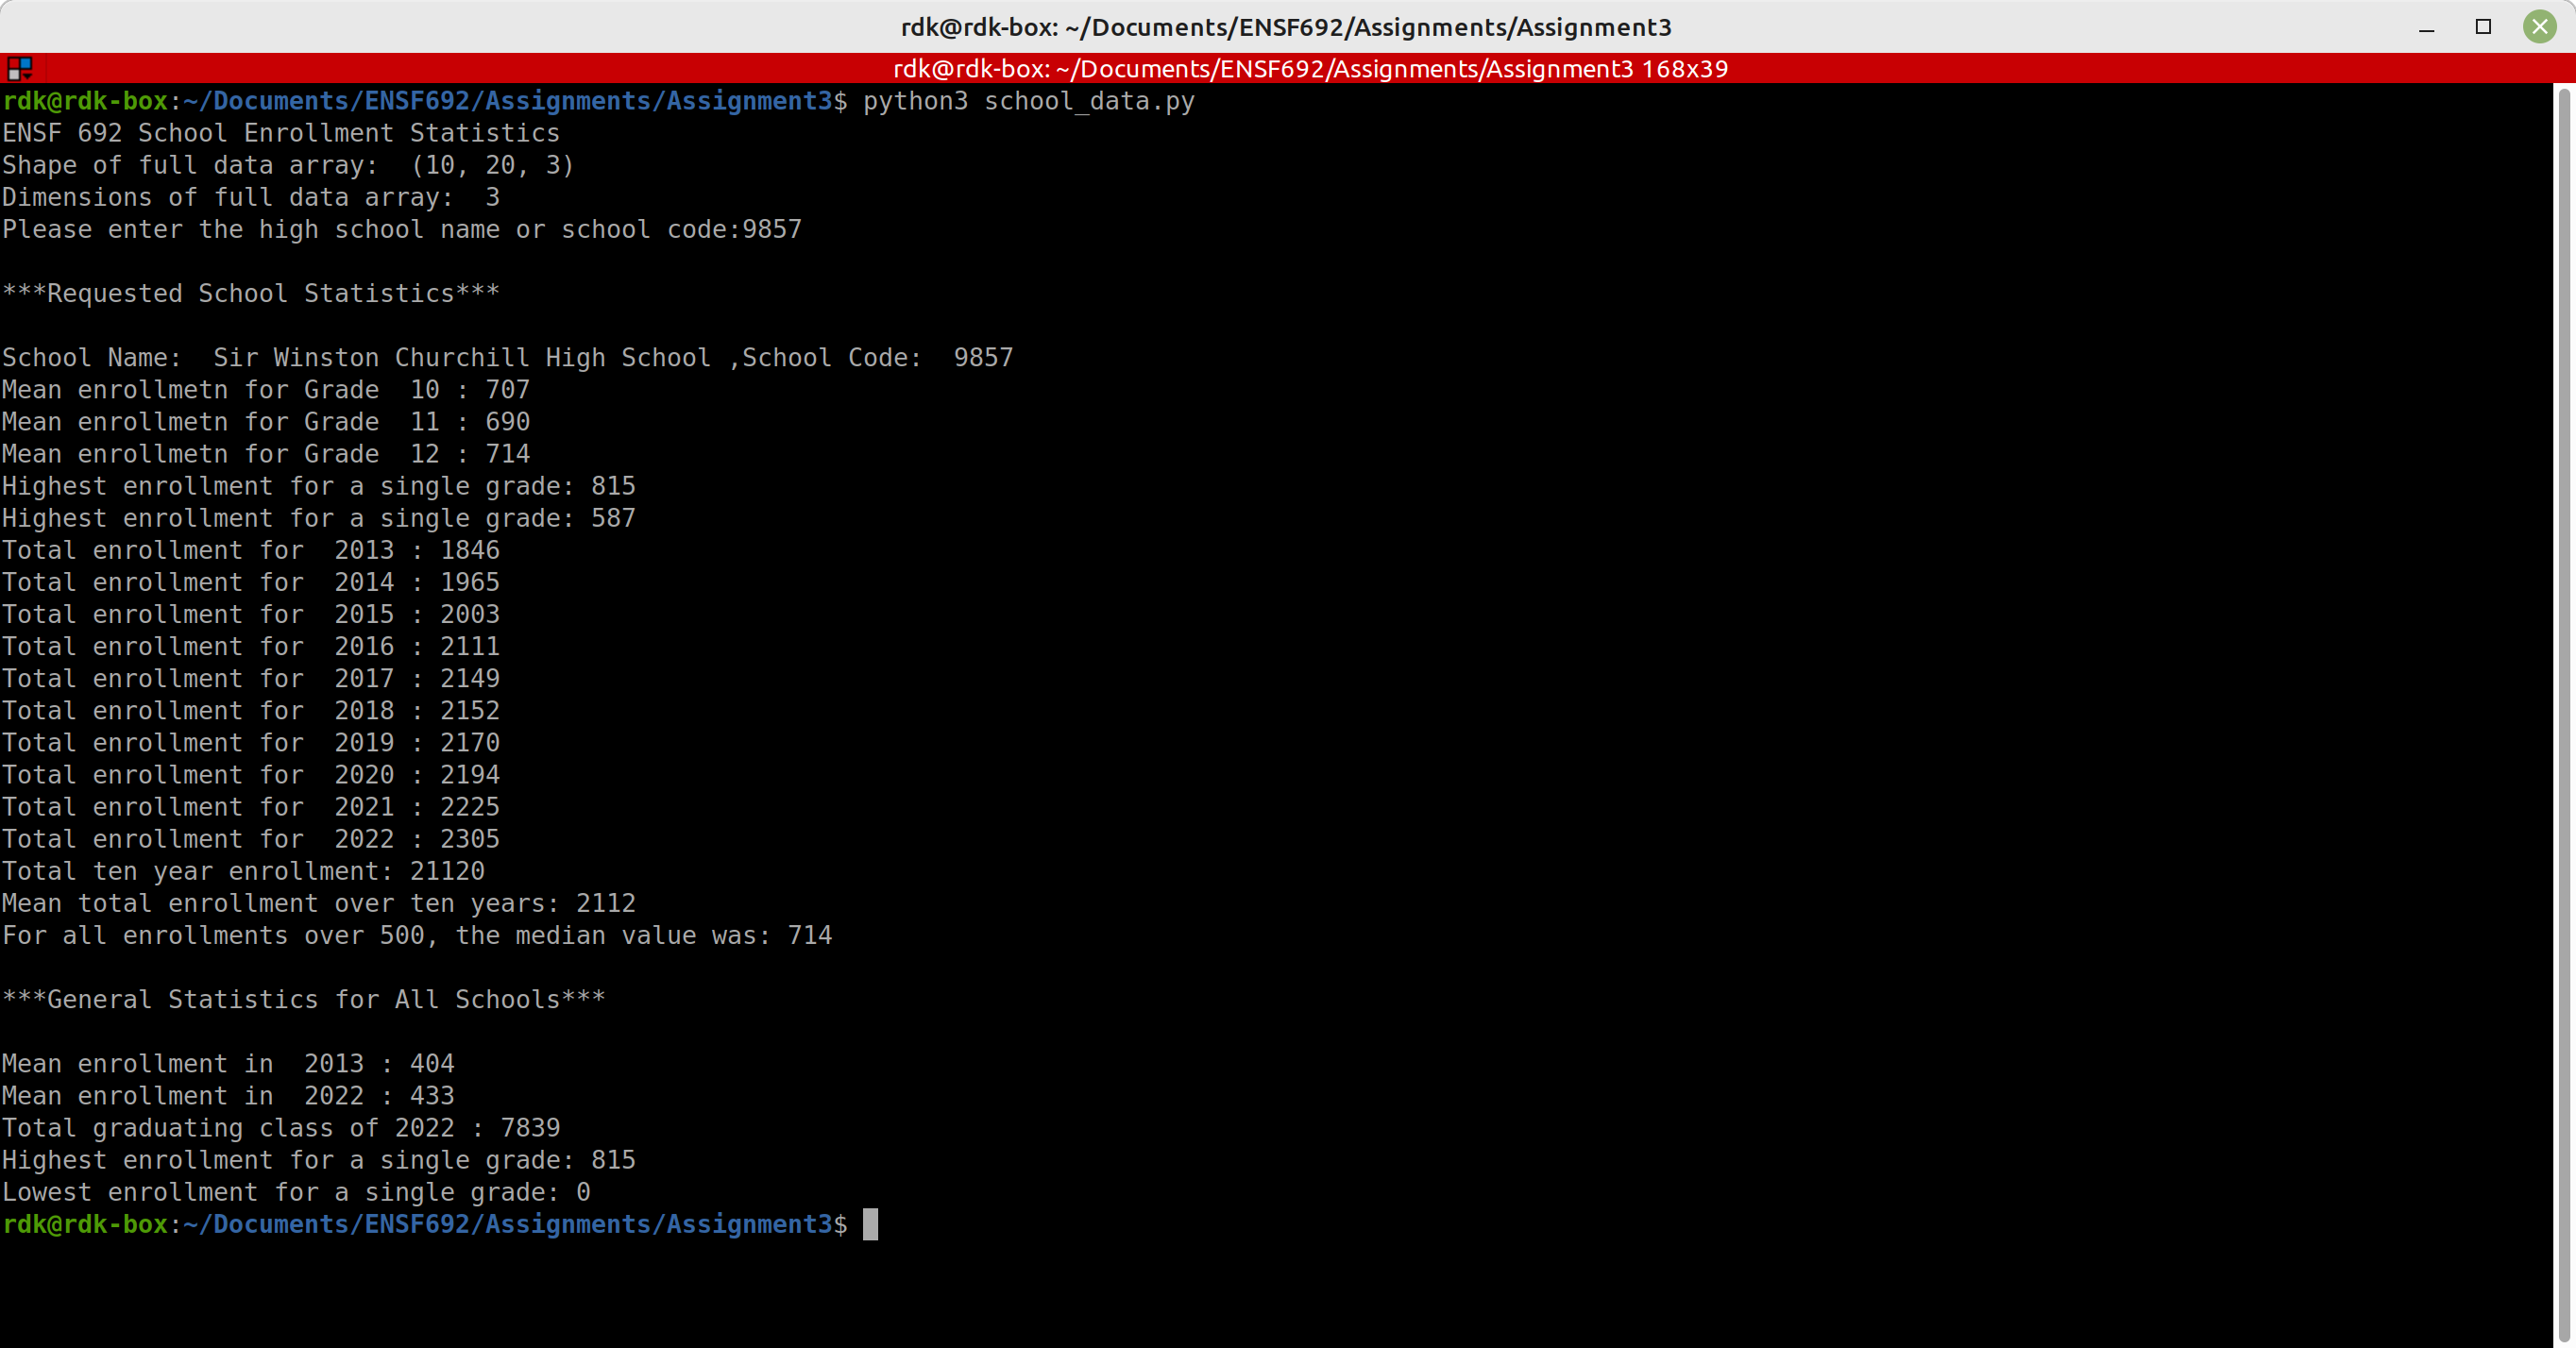 rdk@rdk-box: ~/Documents/ENSF692/Assignments/Assignment3
rdk@rdk-box: ~/Documents/ENSF692/Assignments/Assignment3 168x39
rdk@rdk-box:~/Documents/ENSF692/Assignments/Assignment3$ python3 school_data.py
ENSF 692 School Enrollment Statistics
Shape of full data array:  (10, 20, 3)
Dimensions of full data array:  3
Please enter the high school name or school code:9857
***Requested School Statistics***
School Name:  Sir Winston Churchill High School ,School Code:  9857
Mean enrollmetn for Grade  10 : 707
Mean enrollmetn for Grade  11 : 690
Mean enrollmetn for Grade  12 : 714
Highest enrollment for a single grade: 815
Highest enrollment for a single grade: 587
Total enrollment for  2013 : 1846
Total enrollment for  2014 : 1965
Total enrollment for  2015 : 2003
Total enrollment for  2016 : 2111
Total enrollment for  2017 : 2149
Total enrollment for  2018 : 2152
Total enrollment for  2019 : 2170
Total enrollment for  2020 : 2194
Total enrollment for  2021 : 2225
Total enrollment for  2022 : 2305
Total ten year enrollment: 21120
Mean total enrollment over ten years: 2112
For all enrollments over 500, the median value was: 714
***General Statistics for All Schools***
Mean enrollment in  2013 : 404
Mean enrollment in  2022 : 433
Total graduating class of 2022 : 7839
Highest enrollment for a single grade: 815
Lowest enrollment for a single grade: 0
rdk@rdk-box:~/Documents/ENSF692/Assignments/Assignment3$